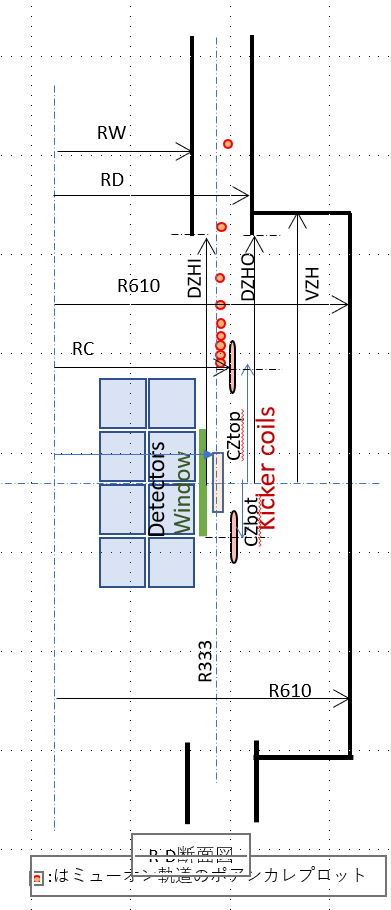 RW
RD
DZHI
DZHO
VZH
R610
RC
CZtop
Kicker coils
Detectors
Window
CZbot
R333
R610
R-D断面図
:はミューオン軌道のポアンカレプロット